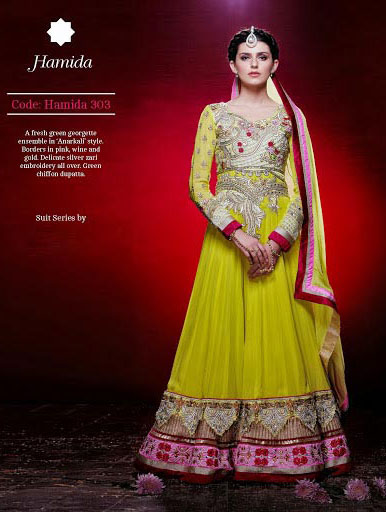 Hamida
Code: Hamida 303
A fresh green georgette
ensemble in 'Anarkali' style.
Borders in pink, wine and
gold. Delicate silver zari
embroidery all over. Green
chiffon dupatta.
Suit Series by